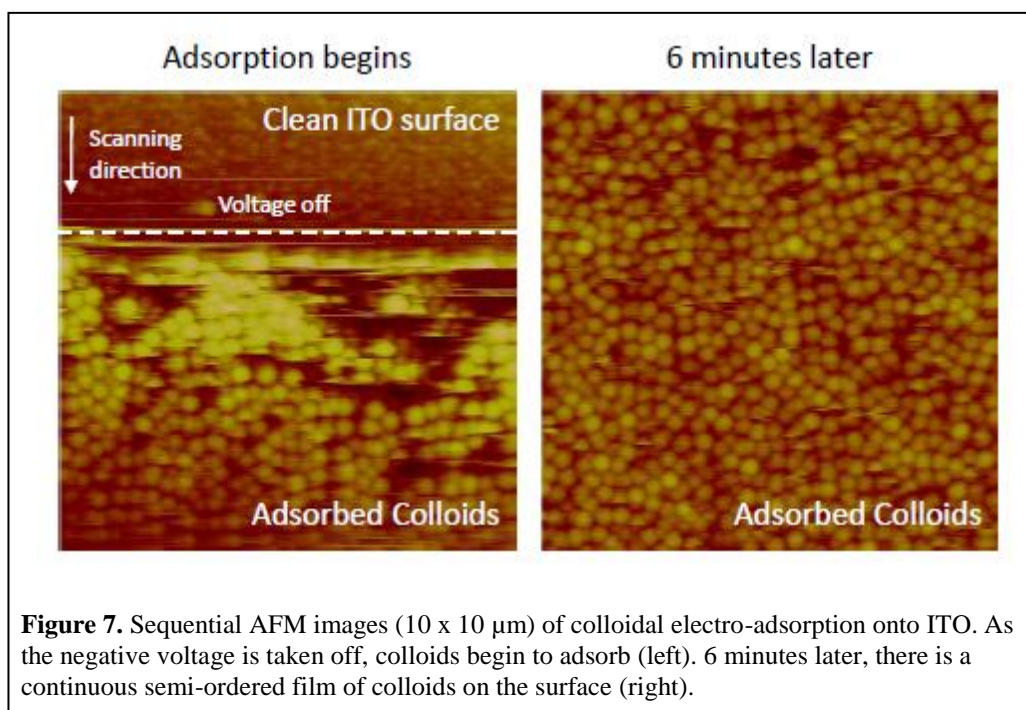 Adsorption begins
6 minutes later
Clean ITO surface
Scanning
direction
Voltage off
Adsorbed Colloids
Adsorbed Colloids
Figure 7. Sequential AFM images (10 x 10 µm) of colloidal electro-adsorption onto ITO. As
the negative voltage is taken off, colloids begin to adsorb (left). 6 minutes later, there is a
continuous semi-ordered film of colloids on the surface (right).